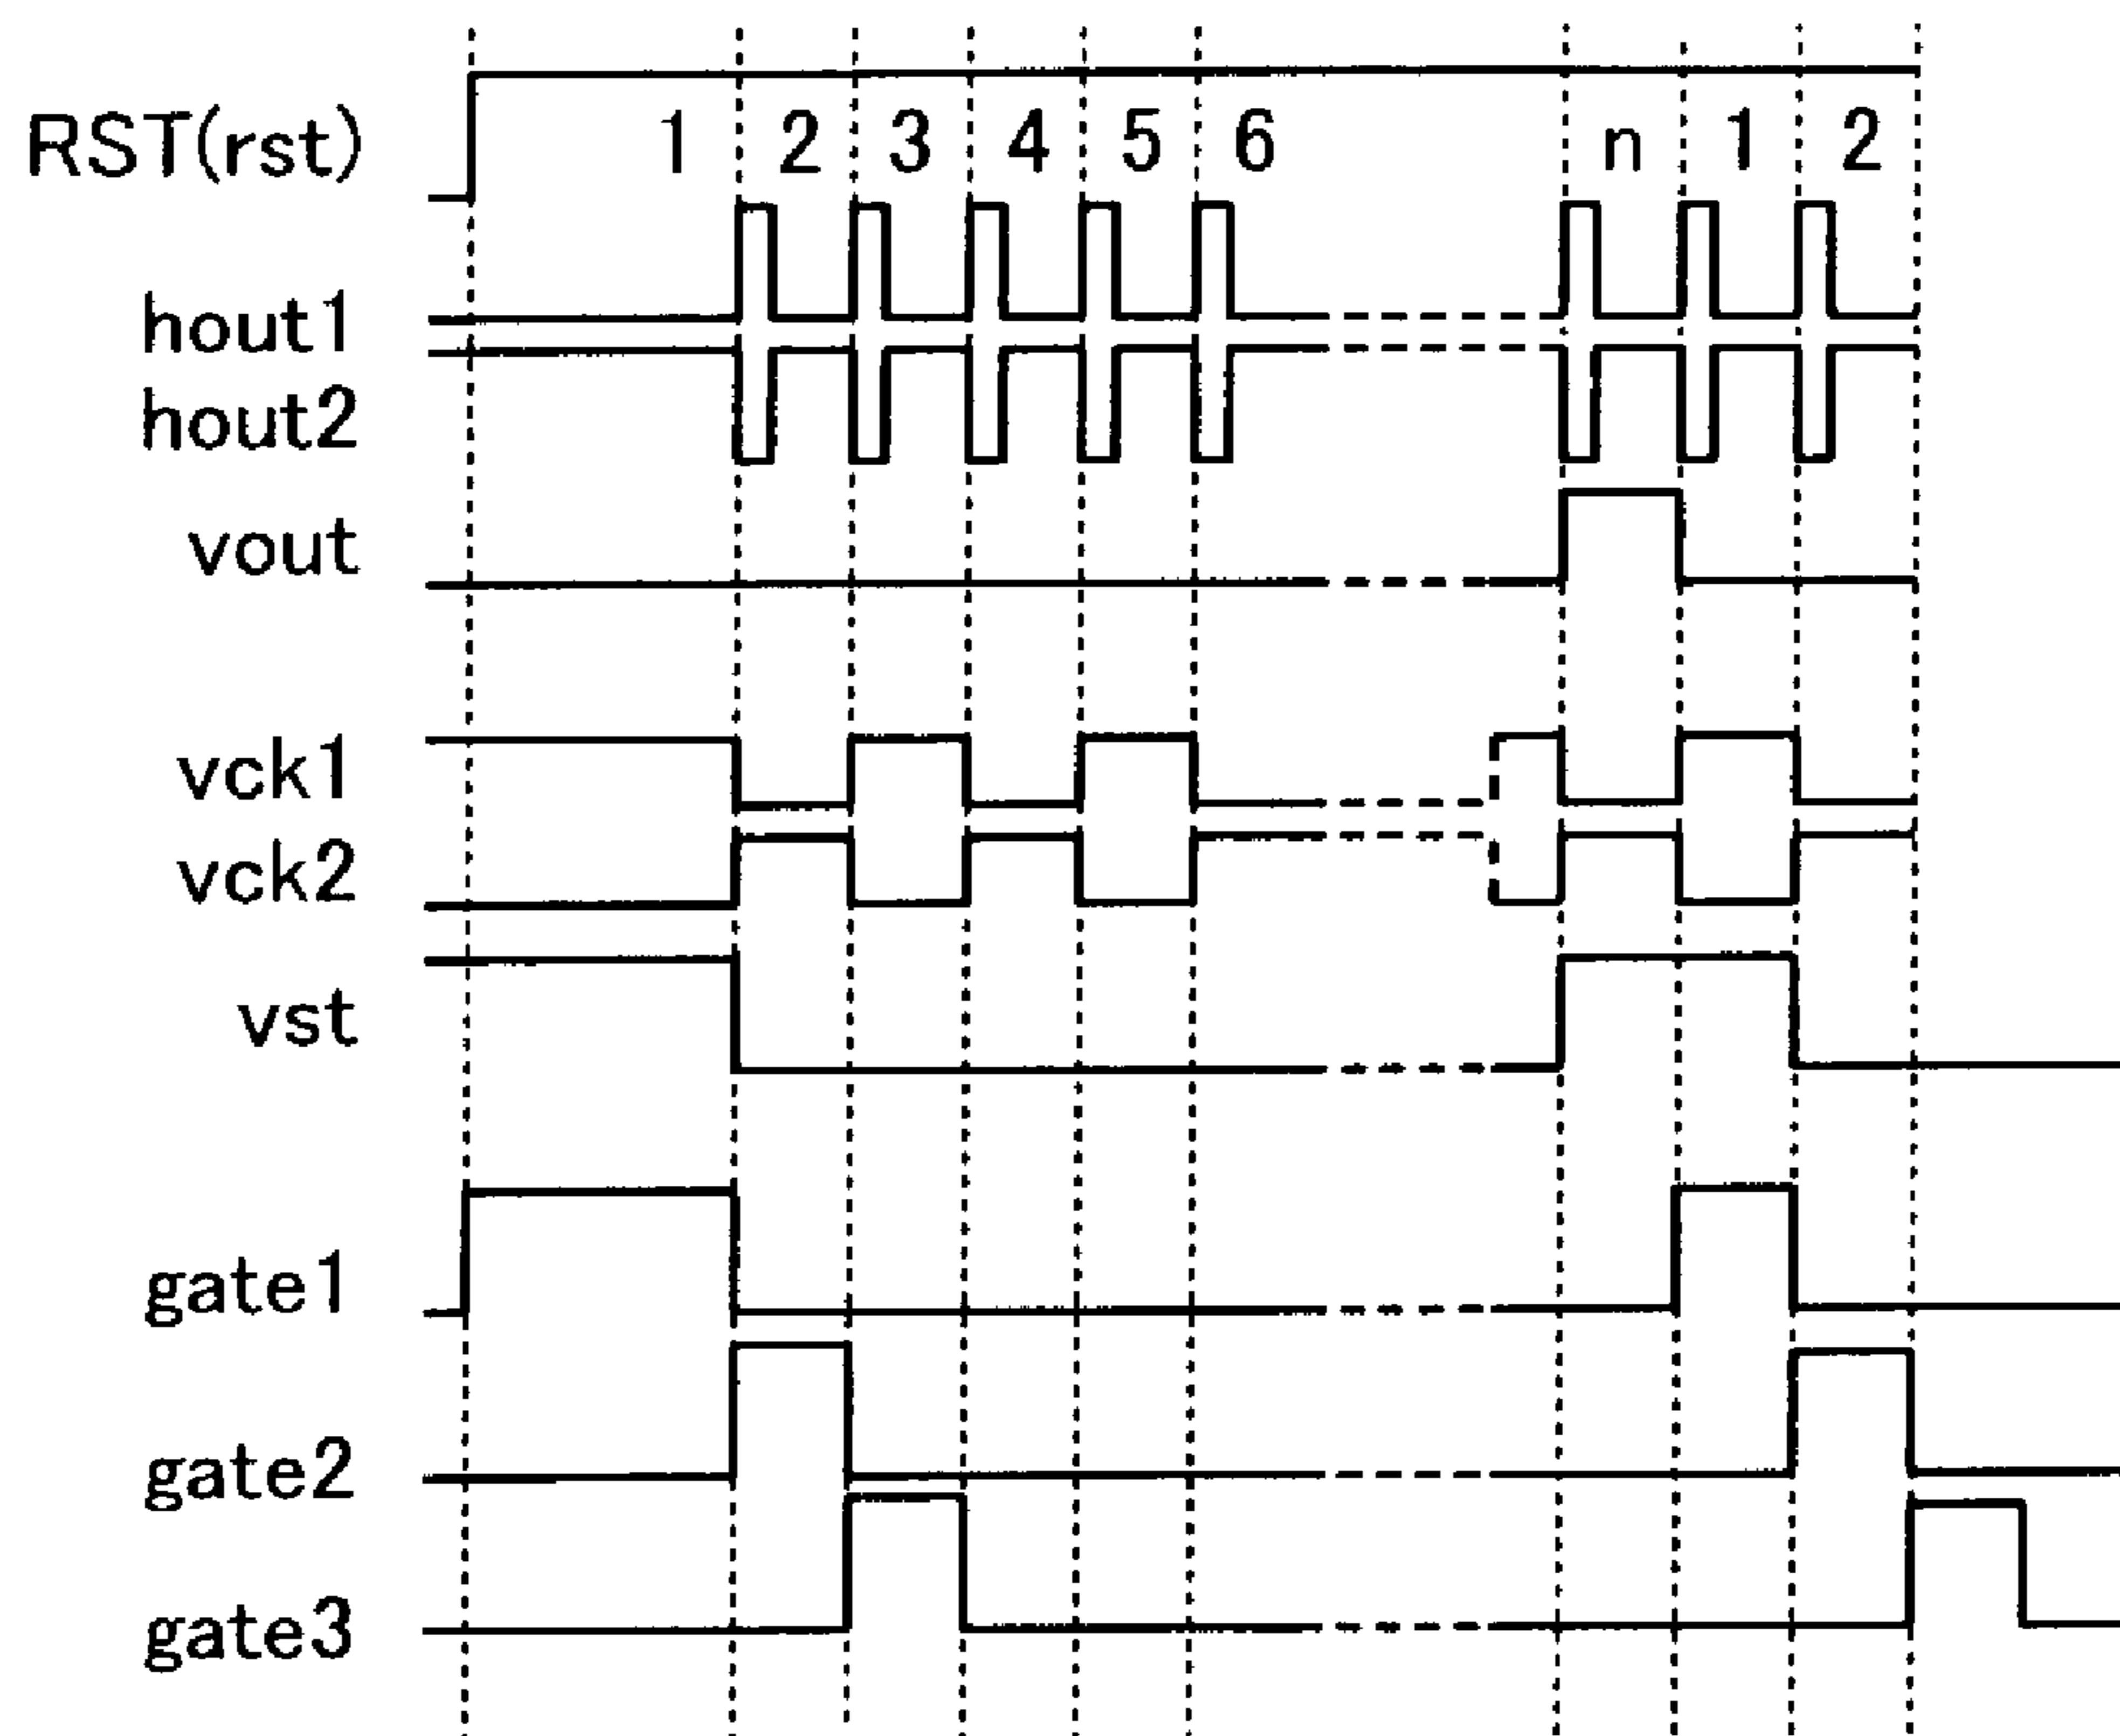 RST(rst) 1 2 3 4 5 6 n 1 2
hout1
hout2
vout
vck1
vck2
vst
gate1
gate2
gate3